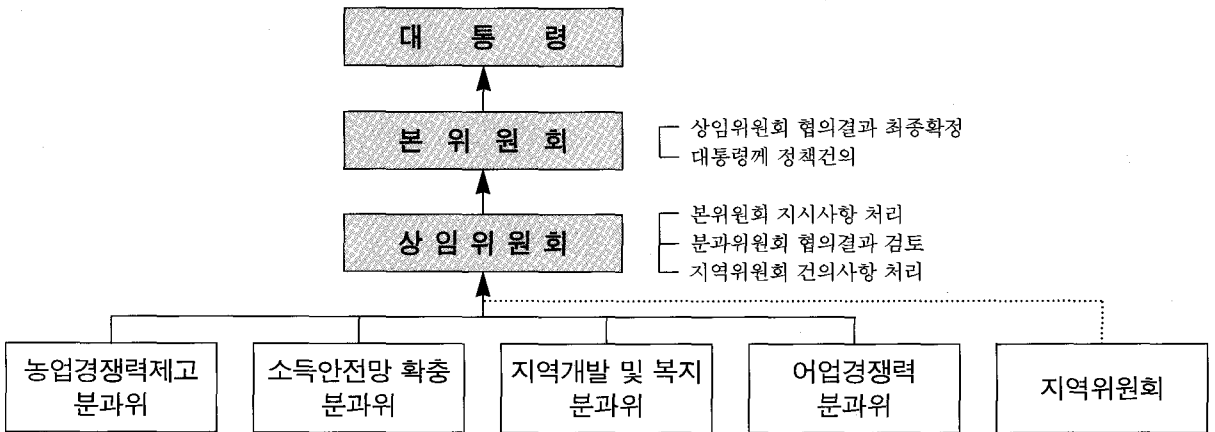 대 통 령
본 위 원 회
상임위원회 협의결과 최종확정
대통령께 정책건의
상 임 위 원 회
본위원회 지시사항 처리
분과위원회 협의결과 검토
지역위원회 건의사항 처리
농업경쟁력제고
분과위
소득안전망 확충
분과위
지역개발 및 복지
분과위
어업경쟁력
분과위
지역위원회